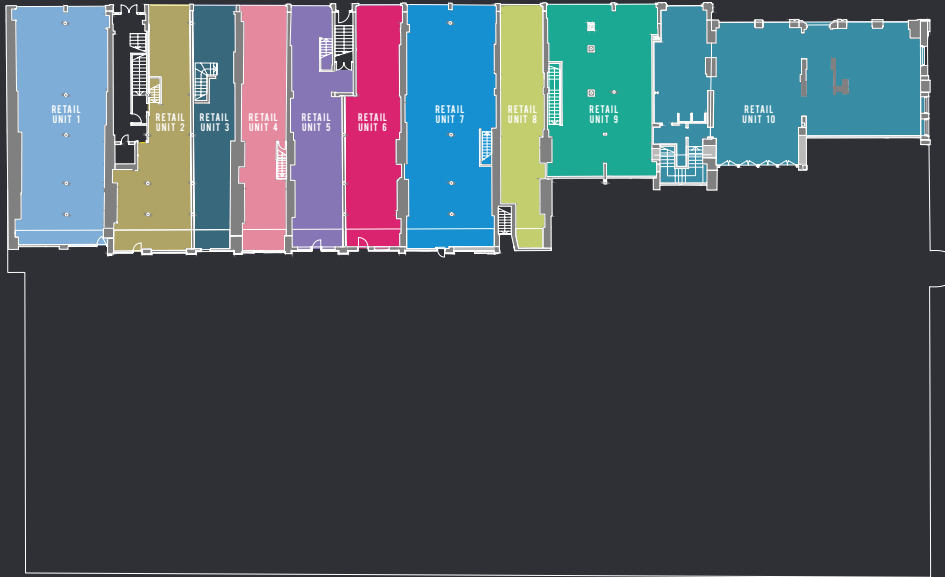 RETAIL
UNIT 1
RETAIL
UNIT 2
RETAIL
UNIT 3
RETAIL
UNIT 4
RETAIL
UNIT 5
RETAIL
UNIT 6
RETAIL
UNIT 7
RETAIL
UNIT 8
RETAIL
UNIT 9
RETAIL
UNIT 10